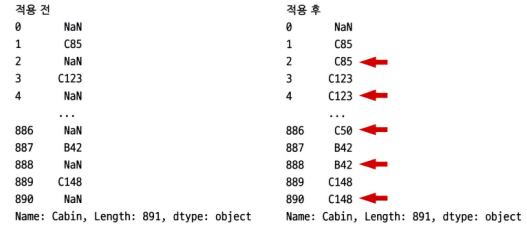 적용 전
0 NaN
1 C85
2 NaN
3 C123
4 NaN
...
886 NaN
887 B42
888 NaN
889 C148
890 NaN
Name: Cabin, Length: 891, dtype: object
적용 후
0 NaN
1 C85
2 C85
3 C123
4 C123
...
886 C50
887 B42
888 B42
889 C148
890 C148
Name: Cabin, Length: 891, dtype: object